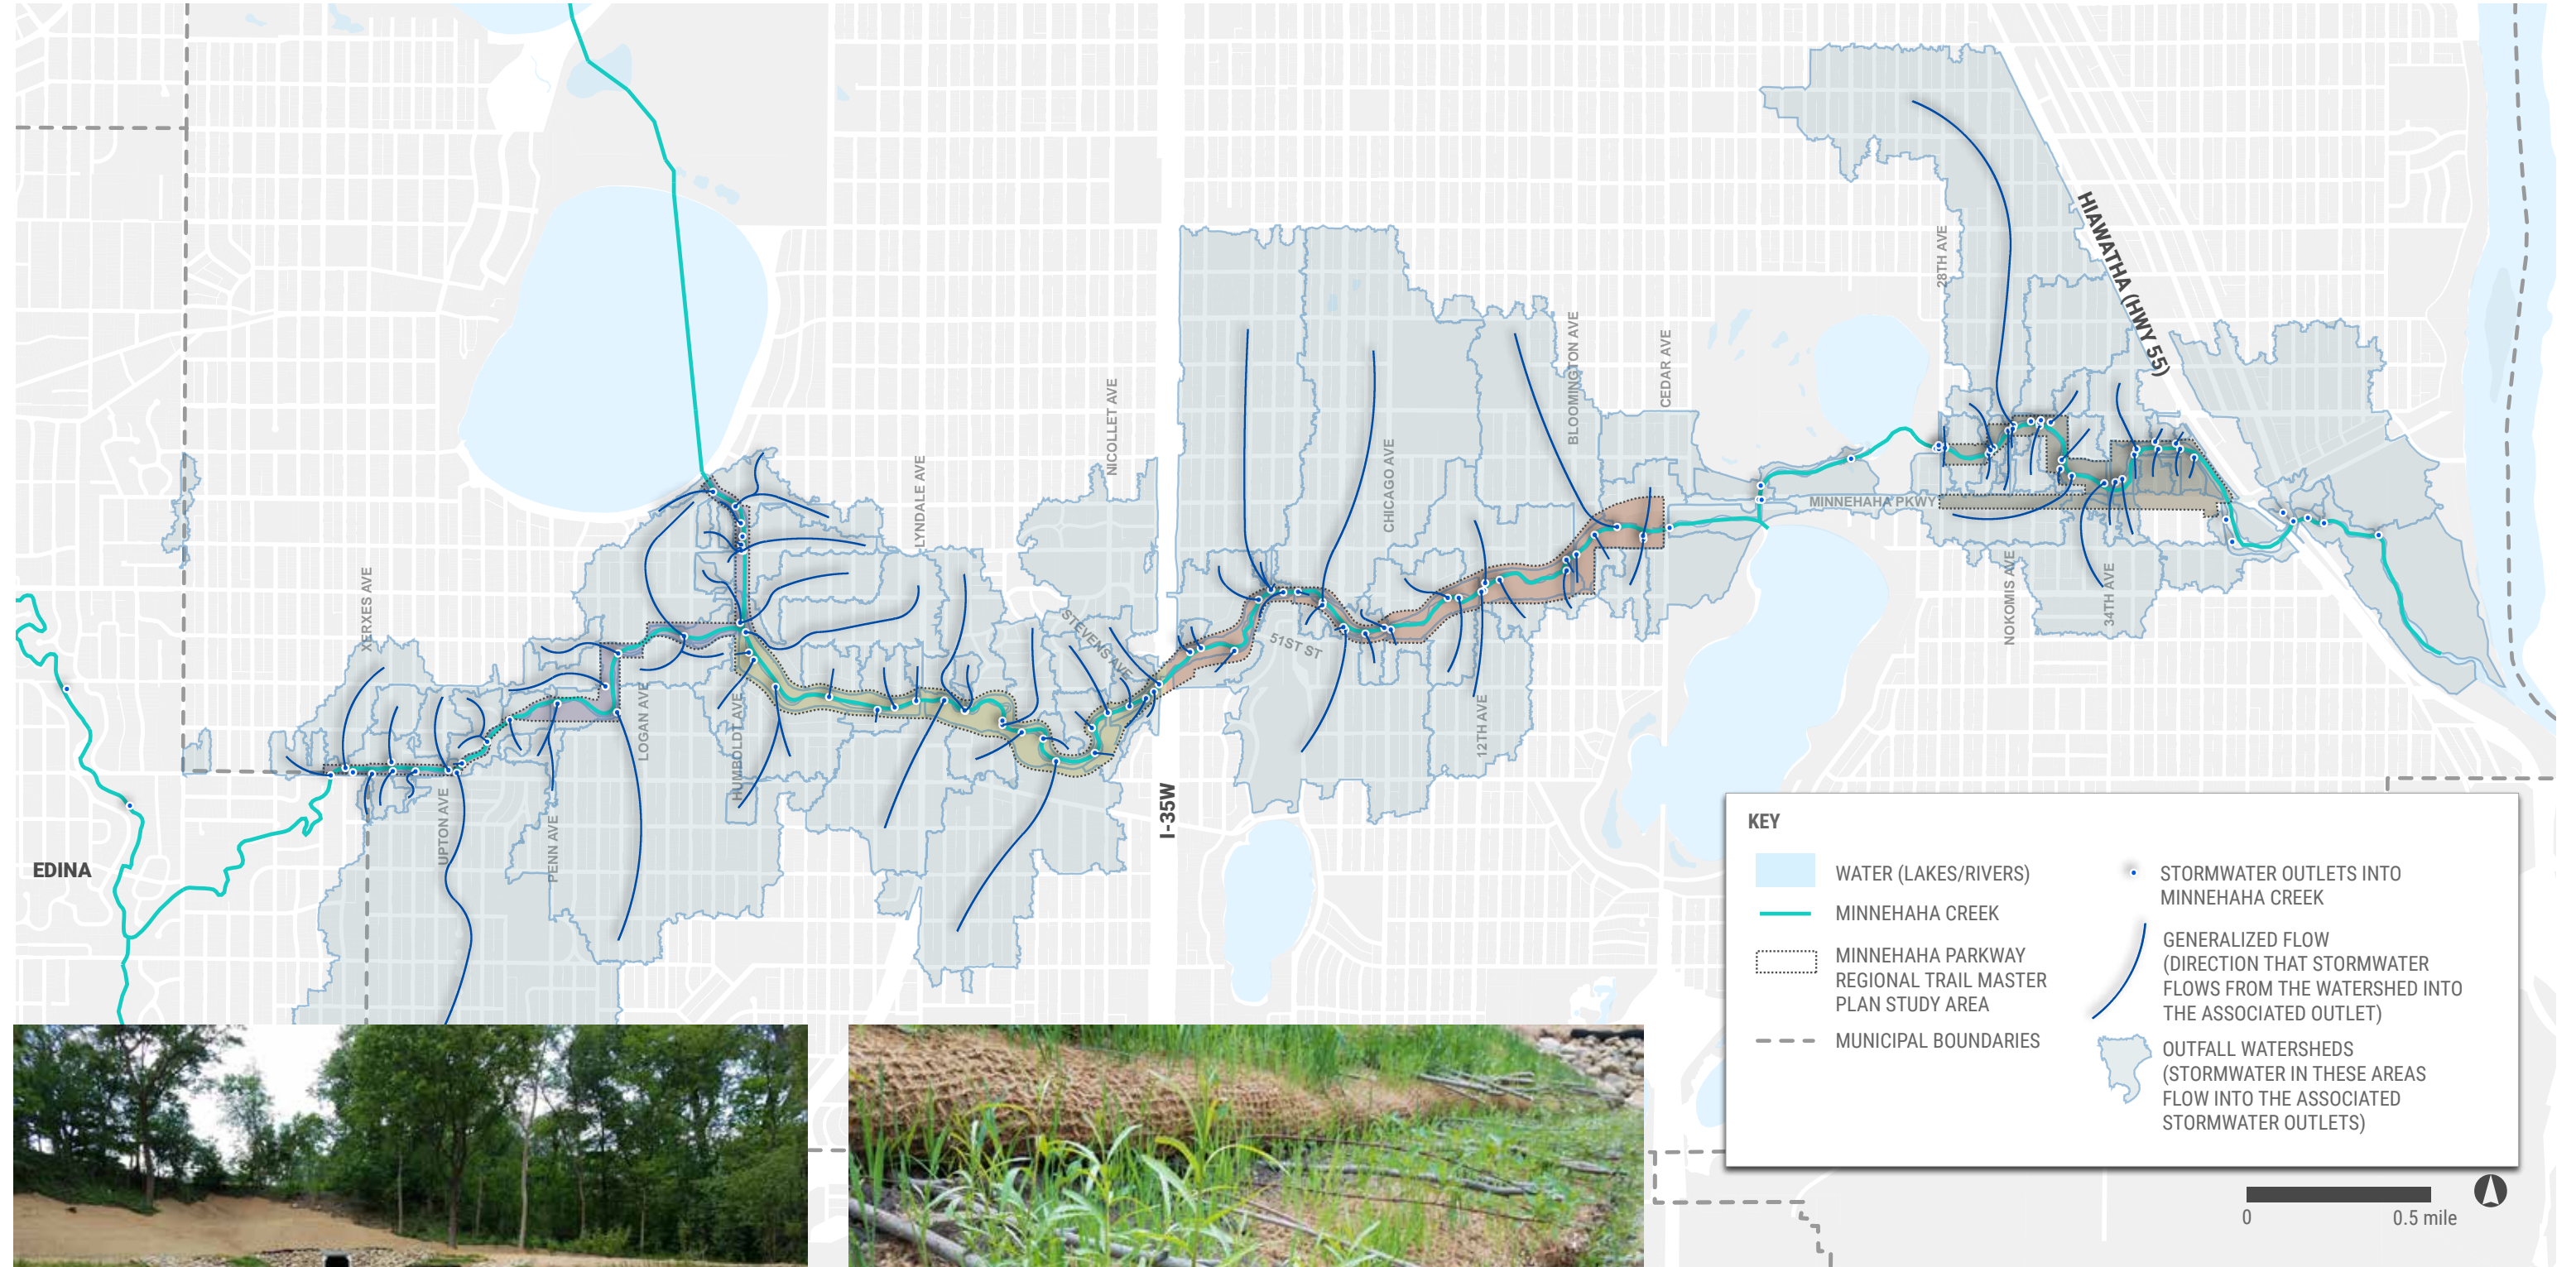 28TH AVE
HIAWATHA (HWY 55)
BLOOMINGTON AVE
CEDAR AVE
NICOLLET AVE
LYNDALE AVE
CHICAGO AVE
MINNEHAHA PKWY
XERXES AVE
STEVENS AVE
51ST ST
NOKOMIS AVE
34TH AVE
LOGAN AVE
HUMBOLDT AVE
12TH AVE
UPTON AVE
PENN AVE
I-35W
EDINA
KEY
WATER (LAKES/RIVERS)
MINNEHAHA CREEK
MINNEHAHA PARKWAY
REGIONAL TRAIL MASTER
PLAN STUDY AREA
MUNICIPAL BOUNDARIES
STORMWATER OUTLETS INTO
MINNEHAHA CREEK
GENERALIZED FLOW
(DIRECTION THAT STORMWATER
FLOWS FROM THE WATERSHED INTO
THE ASSOCIATED OUTLET)
OUTFALL WATERSHEDS
(STORMWATER IN THESE AREAS
FLOW INTO THE ASSOCIATED
STORMWATER OUTLETS)
0 0.5 mile